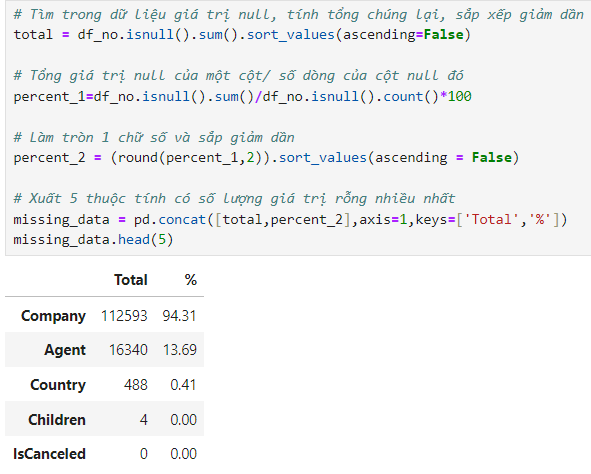 # Tìm trong dữ liệu giá trị null, tính tổng chúng lại, sắp xếp giảm dần
total = df_no.isnull().sum().sort_values(ascending=False)
# Tổng giá trị null của một cột/ số dòng của cột null đó
percent_1=df_no.isnull().sum()/df_no.isnull().count()*100
# Làm tròn 1 chữ số và sắp giảm dần
percent_2 = (round(percent_1,2)).sort_values(ascending = False)
# Xuất 5 thuộc tính có số lượng giá trị rỗng nhiều nhất
missing_data = pd.concat([total,percent_2],axis=1,keys=['Total','%'])
missing_data.head(5)
Total %
Company 112593 94.31
Agent 16340 13.69
Country 488 0.41
Children 4 0.00
IsCanceled 0 0.00